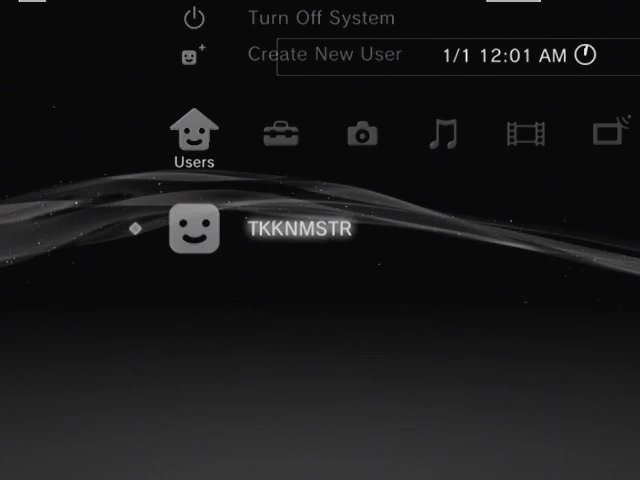 Turn Off System
Create New User
1/1 12:01 AM
Users
TKKNMSTR